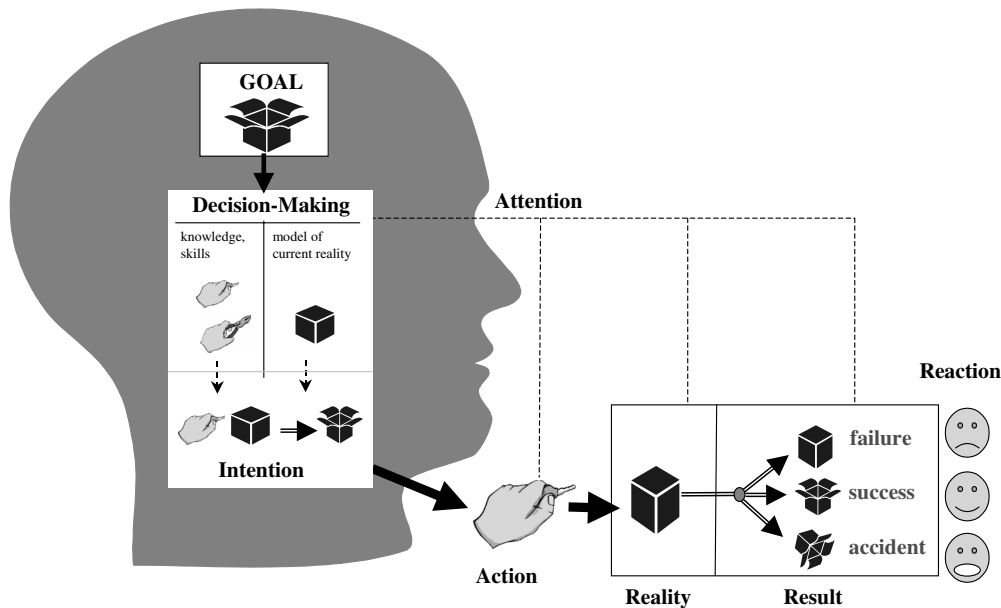 GOAL
Decision-Making
knowledge,
skills
model of
current reality
Intention
Attention
Action
Reality
Result
failure
success
accident
Reaction